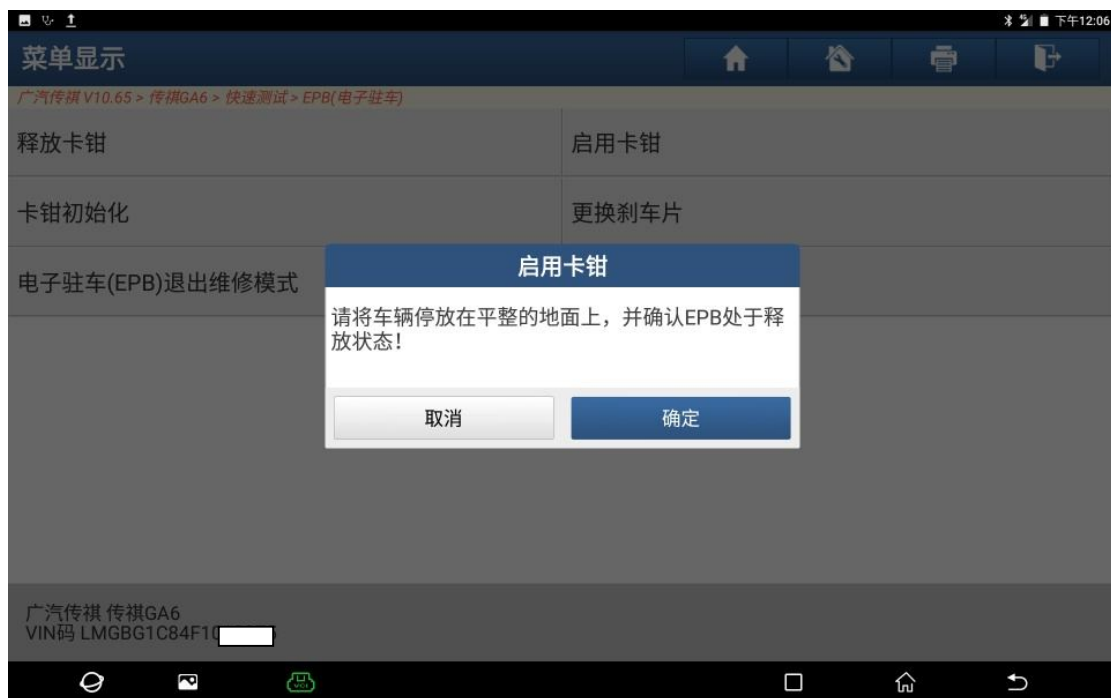 下午12:06
菜单显示
广汽传祺 V10.65 > 传祺GA6 > 快速测试 > EPB(电子驻车)
释放卡钳
启用卡钳
卡钳初始化
更换刹车片
电子驻车(EPB)退出维修模式
启用卡钳
请将车辆停放在平整的地面上，并确认EPB处于释
放状态！
取消
确定
广汽传祺 传祺GA6
VIN码 LMGBG1C84F10
VCI